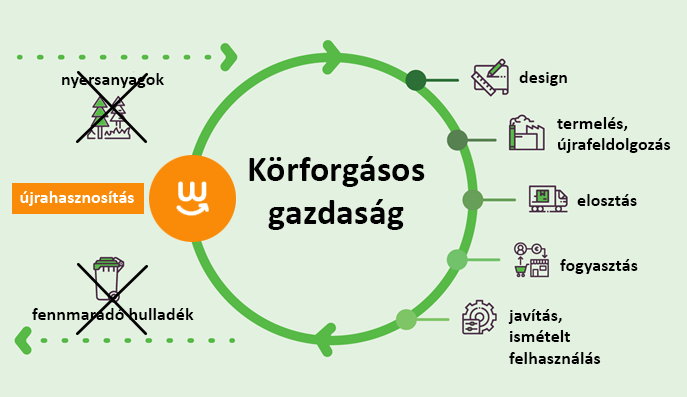 nyersanyagok
design
termelés,
újrafeldolgozás
Körforgásos
gazdaság
újrahasznosítás
w
elosztás
fogyasztás
fennmaradó hulladék
javítás,
ismételt
felhasználás